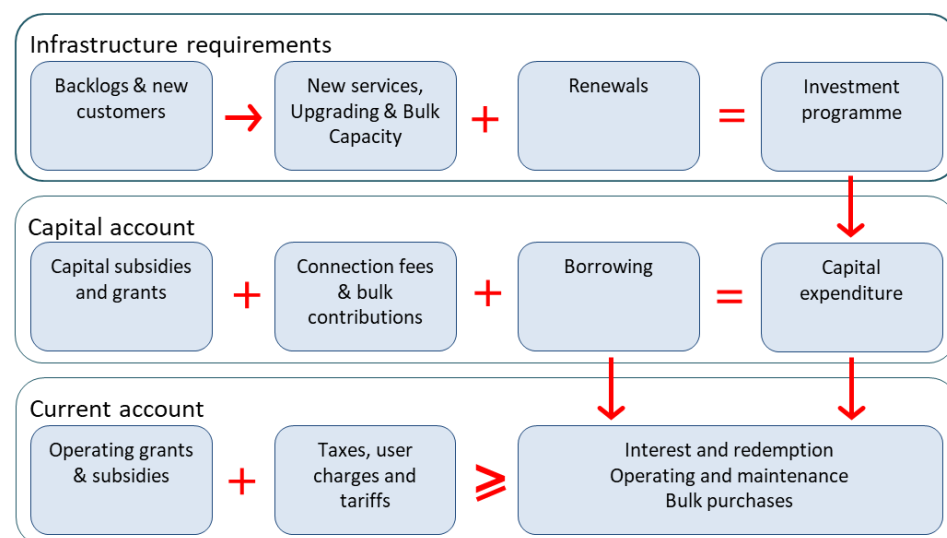 Infrastructure requirements
Backlogs & new
customers
→
New services,
Upgrading & Bulk
Capacity
+
Renewals
=
Investment
programme
Capital account
Capital subsidies
and grants
+
Connection fees
& bulk
contributions
+
Borrowing
=
Capital
expenditure
Current account
Operating grants
& subsidies
+
Taxes, user
charges and
tariffs
⩾
Interest and redemption
Operating and maintenance
Bulk purchases